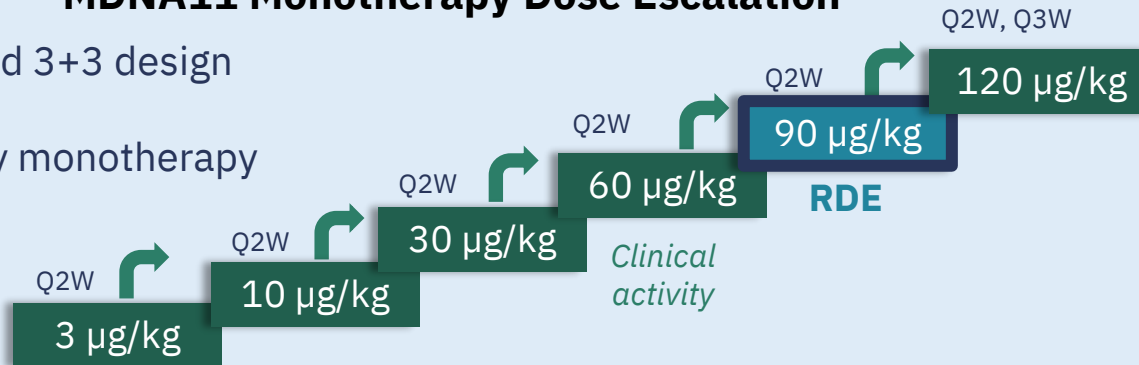 MDNA11 Monotherapy Dose Escalation
Q2W, Q3W
d 3+3 design
120 µg/kg
Q2W
90 µg/kg
Q2W
y monotherapy
60 µg/kg
RDE
Q2W
30 µg/kg
Clinical
activity
Q2W
10 µg/kg
Q2W
3 µg/kg